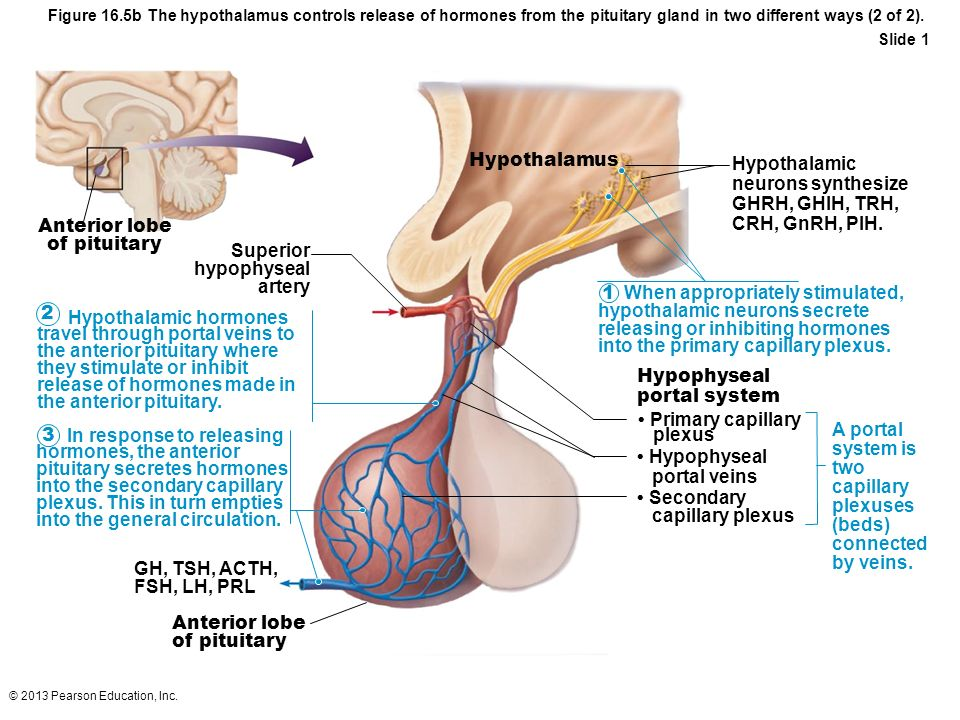 Figure 16.5b The hypothalamus controls release of hormones from the pituitary gland in two different ways (2 of 2).
Slide 1
Hypothalamus
Hypothalamic
neurons synthesize
GHRH, GHIH, TRH,
CRH, GnRH, PIH.
Anterior lobe
of pituitary
Superior
hypophyseal
artery
1 When appropriately stimulated,
hypothalamic neurons secrete
releasing or inhibiting hormones
into the primary capillary plexus.
2 Hypothalamic hormones
travel through portal veins to
the anterior pituitary where
they stimulate or inhibit
release of hormones made in
the anterior pituitary.
Hypophyseal
portal system
• Primary capillary
plexus
• Hypophyseal
portal veins
• Secondary
capillary plexus
A portal
system is
two
capillary
plexuses
(beds)
connected
by veins.
3 In response to releasing
hormones, the anterior
pituitary secretes hormones
into the secondary capillary
plexus. This in turn empties
into the general circulation.
GH, TSH, ACTH,
FSH, LH, PRL
Anterior lobe
of pituitary
© 2013 Pearson Education, Inc.